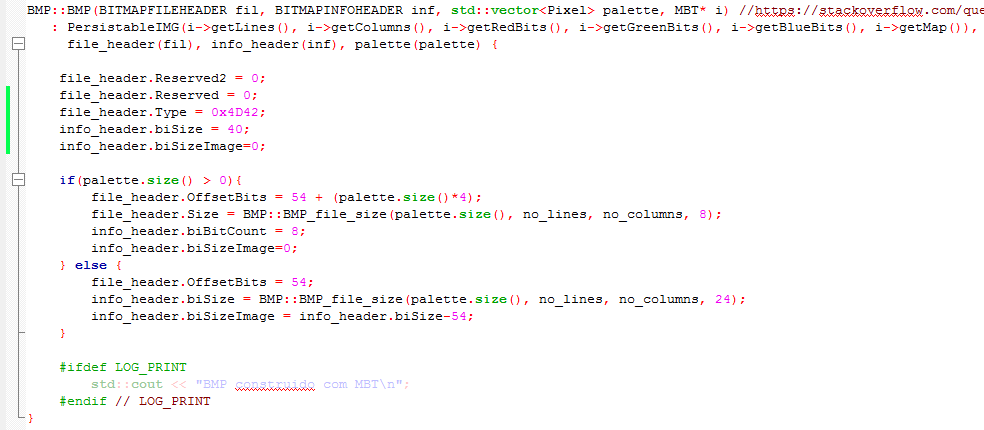 BMP::BMP(BITMAPFILEHEADER fil, BITMAPINFOHEADER inf, std::vector<Pixel> palette, MBT* i) //https://stackoverflow.com/que
: PersistableIMG(i->getLines(), i->getColumns(), i->getRedBits(), i->getGreenBits(), i->getBlueBits(), i->getMap()),
file_header(fil), info_header(inf), palette(palette) {
file_header.Reserved2 = 0;
file_header.Reserved = 0;
file_header.Type = 0x4D42;
info_header.biSize = 40;
info_header.biSizeImage=0;
if(palette.size() > 0){
file_header.OffsetBits = 54 + (palette.size()*4);
file_header.Size = BMP::BMP_file_size(palette.size(), no_lines, no_columns, 8);
info_header.biBitCount = 8;
info_header.biSizeImage=0;
} else {
file_header.OffsetBits = 54;
info_header.biSize = BMP::BMP_file_size(palette.size(), no_lines, no_columns, 24);
info_header.biSizeImage = info_header.biSize-54;
}
#ifdef LOG_PRINT
std::cout << "BMP construido com MBT\n";
#endif // LOG_PRINT
}